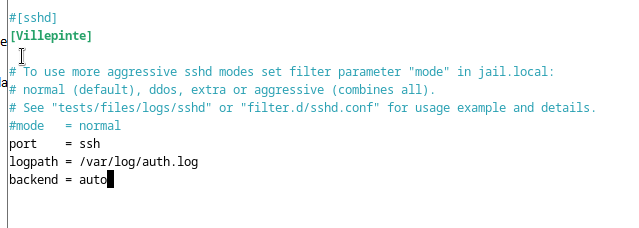 #[sshd]
[Villepinte]
# To use more aggressive sshd modes set filter parameter "mode" in jail.local:
# normal (default), ddos, extra or aggressive (combines all).
# See "tests/files/logs/sshd" or "filter.d/sshd.conf" for usage example and details.
#mode   = normal
port    = ssh
logpath = /var/log/auth.log
backend = auto